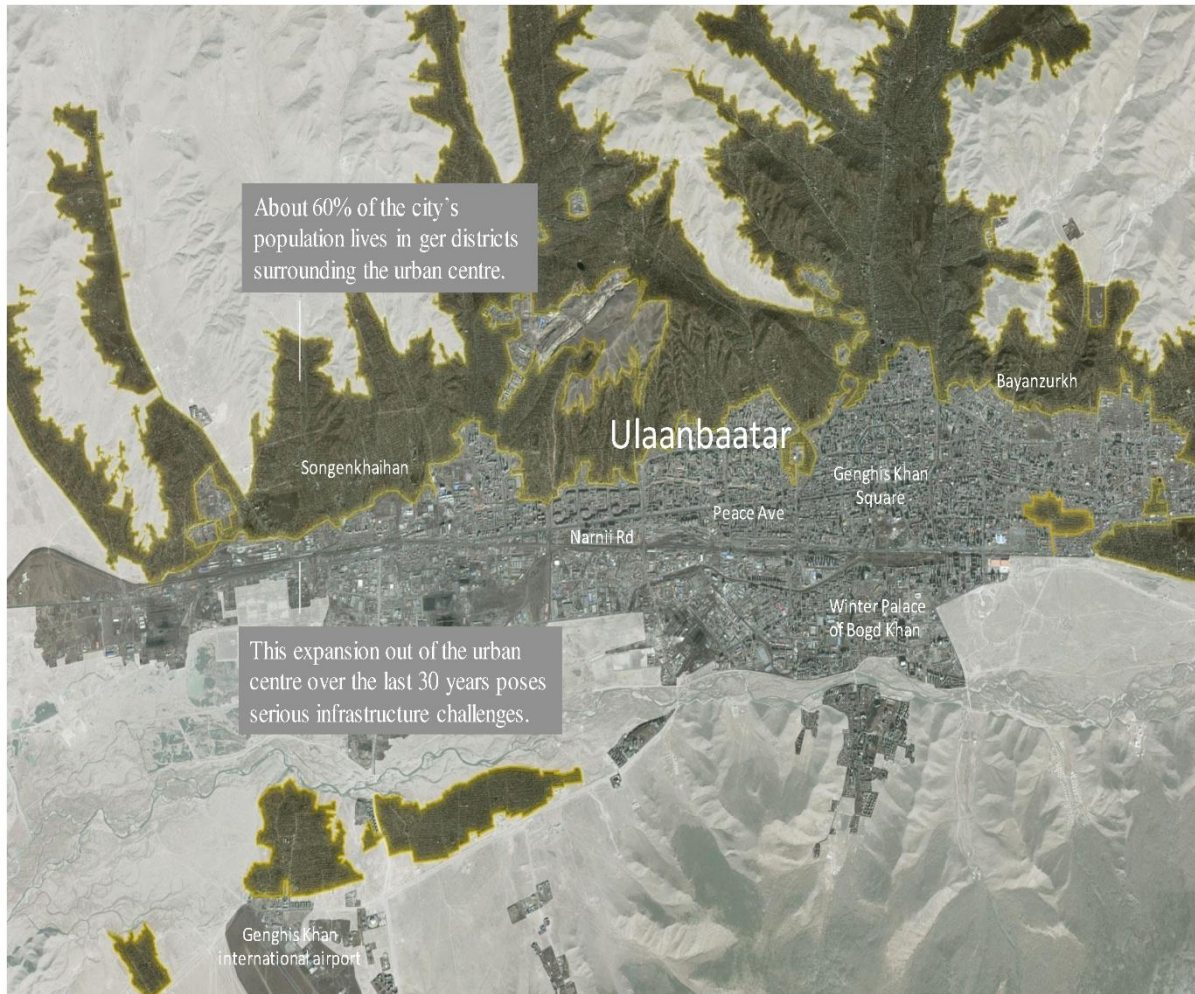 About 60% of the city's
population lives in ger districts
surrounding the urban centre.
Bayanzurkh
Ulaanbaatar
Songenkhaihan
Genghis Khan
Square
Peace Ave
Narnii Rd
Winter Palace
of Bogd Khan
This expansion out of the urban
centre over the last 30 years poses
serious infrastructure challenges.
Genghis Khan
international airport